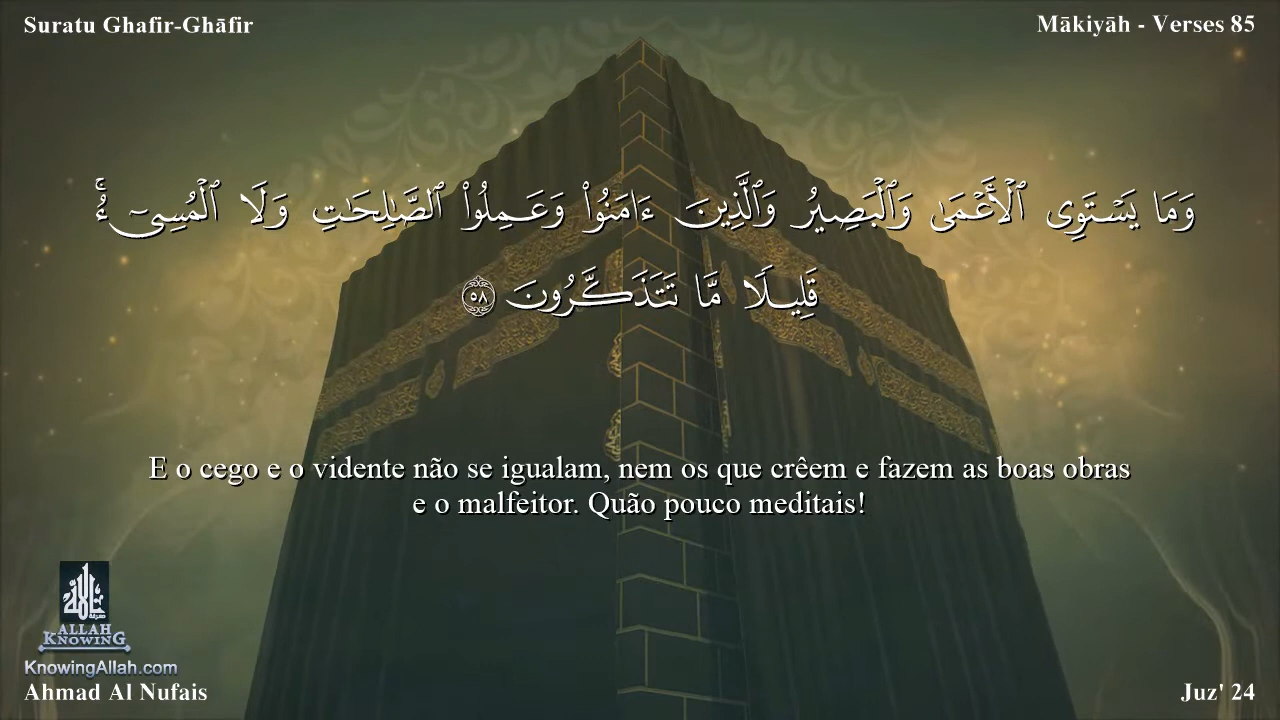 Suratu Ghafir-Ghāfir
Mākiyāh - Verses 85
وَمَا يَسْتَوِى ٱلْأَعْمَىٰ وَٱلْبَصِيرُ وَٱلَّذِينَ ءَامَنُوا۟ وَعَمِلُوا۟ ٱلصَّـٰلِحَـٰتِ وَلَا ٱلْمُسِىٓءُ ۚ
قَلِيلًا مَّا تَتَذَكَّرُونَ ٥٨
E o cego e o vidente não se igualam, nem os que crêem e fazem as boas obras
e o malfeitor. Quão pouco meditais!
ALLAH
KNOWING
KnowingAllah.com
Ahmad Al Nufais
Juz' 24